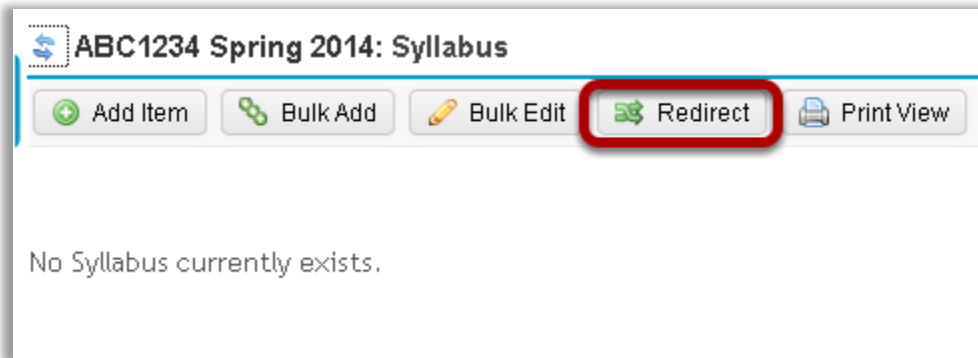 ABC1234 Spring 2014: Syllabus
Add Item Bulk Add Bulk Edit Redirect Print View
No Syllabus currently exists.